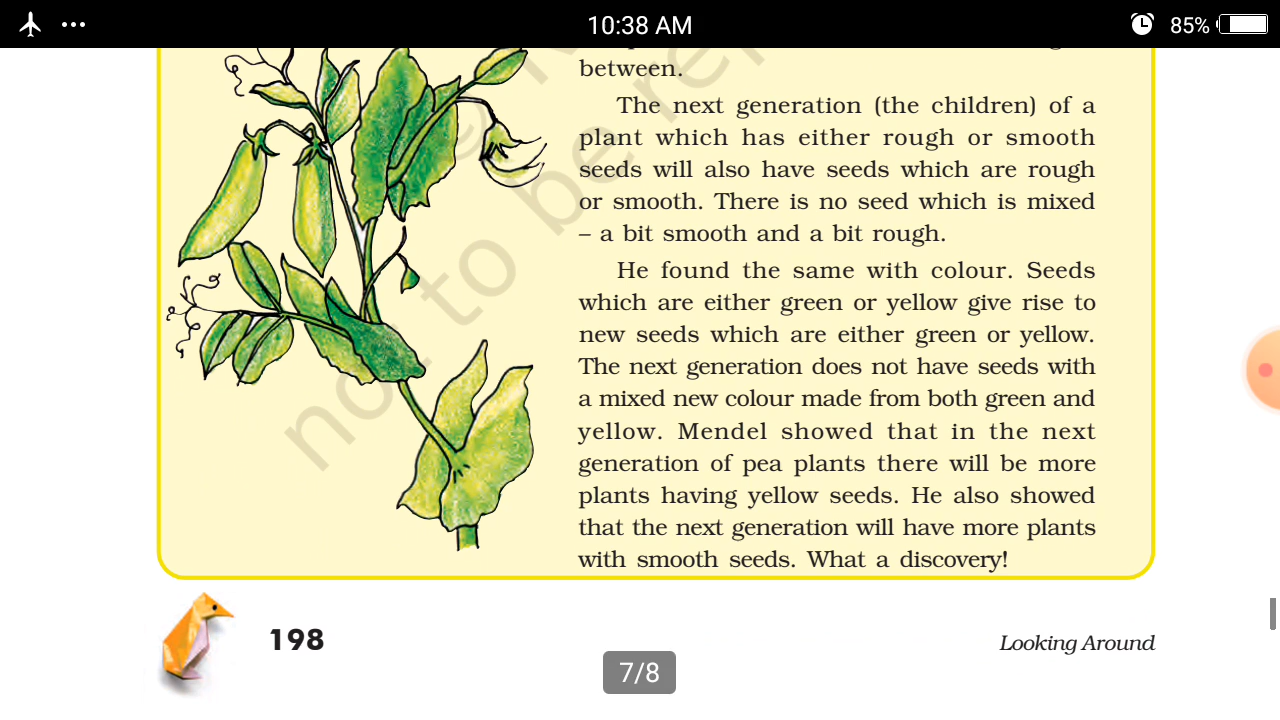 10:38 AM
85%
between.
The next generation (the children) of a
plant which has either rough or smooth
seeds will also have seeds which are rough
or smooth. There is no seed which is mixed
– a bit smooth and a bit rough.
He found the same with colour. Seeds
which are either green or yellow give rise to
new seeds which are either green or yellow.
The next generation does not have seeds with
a mixed new colour made from both green and
yellow. Mendel showed that in the next
generation of pea plants there will be more
plants having yellow seeds. He also showed
that the next generation will have more plants
with smooth seeds. What a discovery!
not to be re
198
Looking Around
7/8